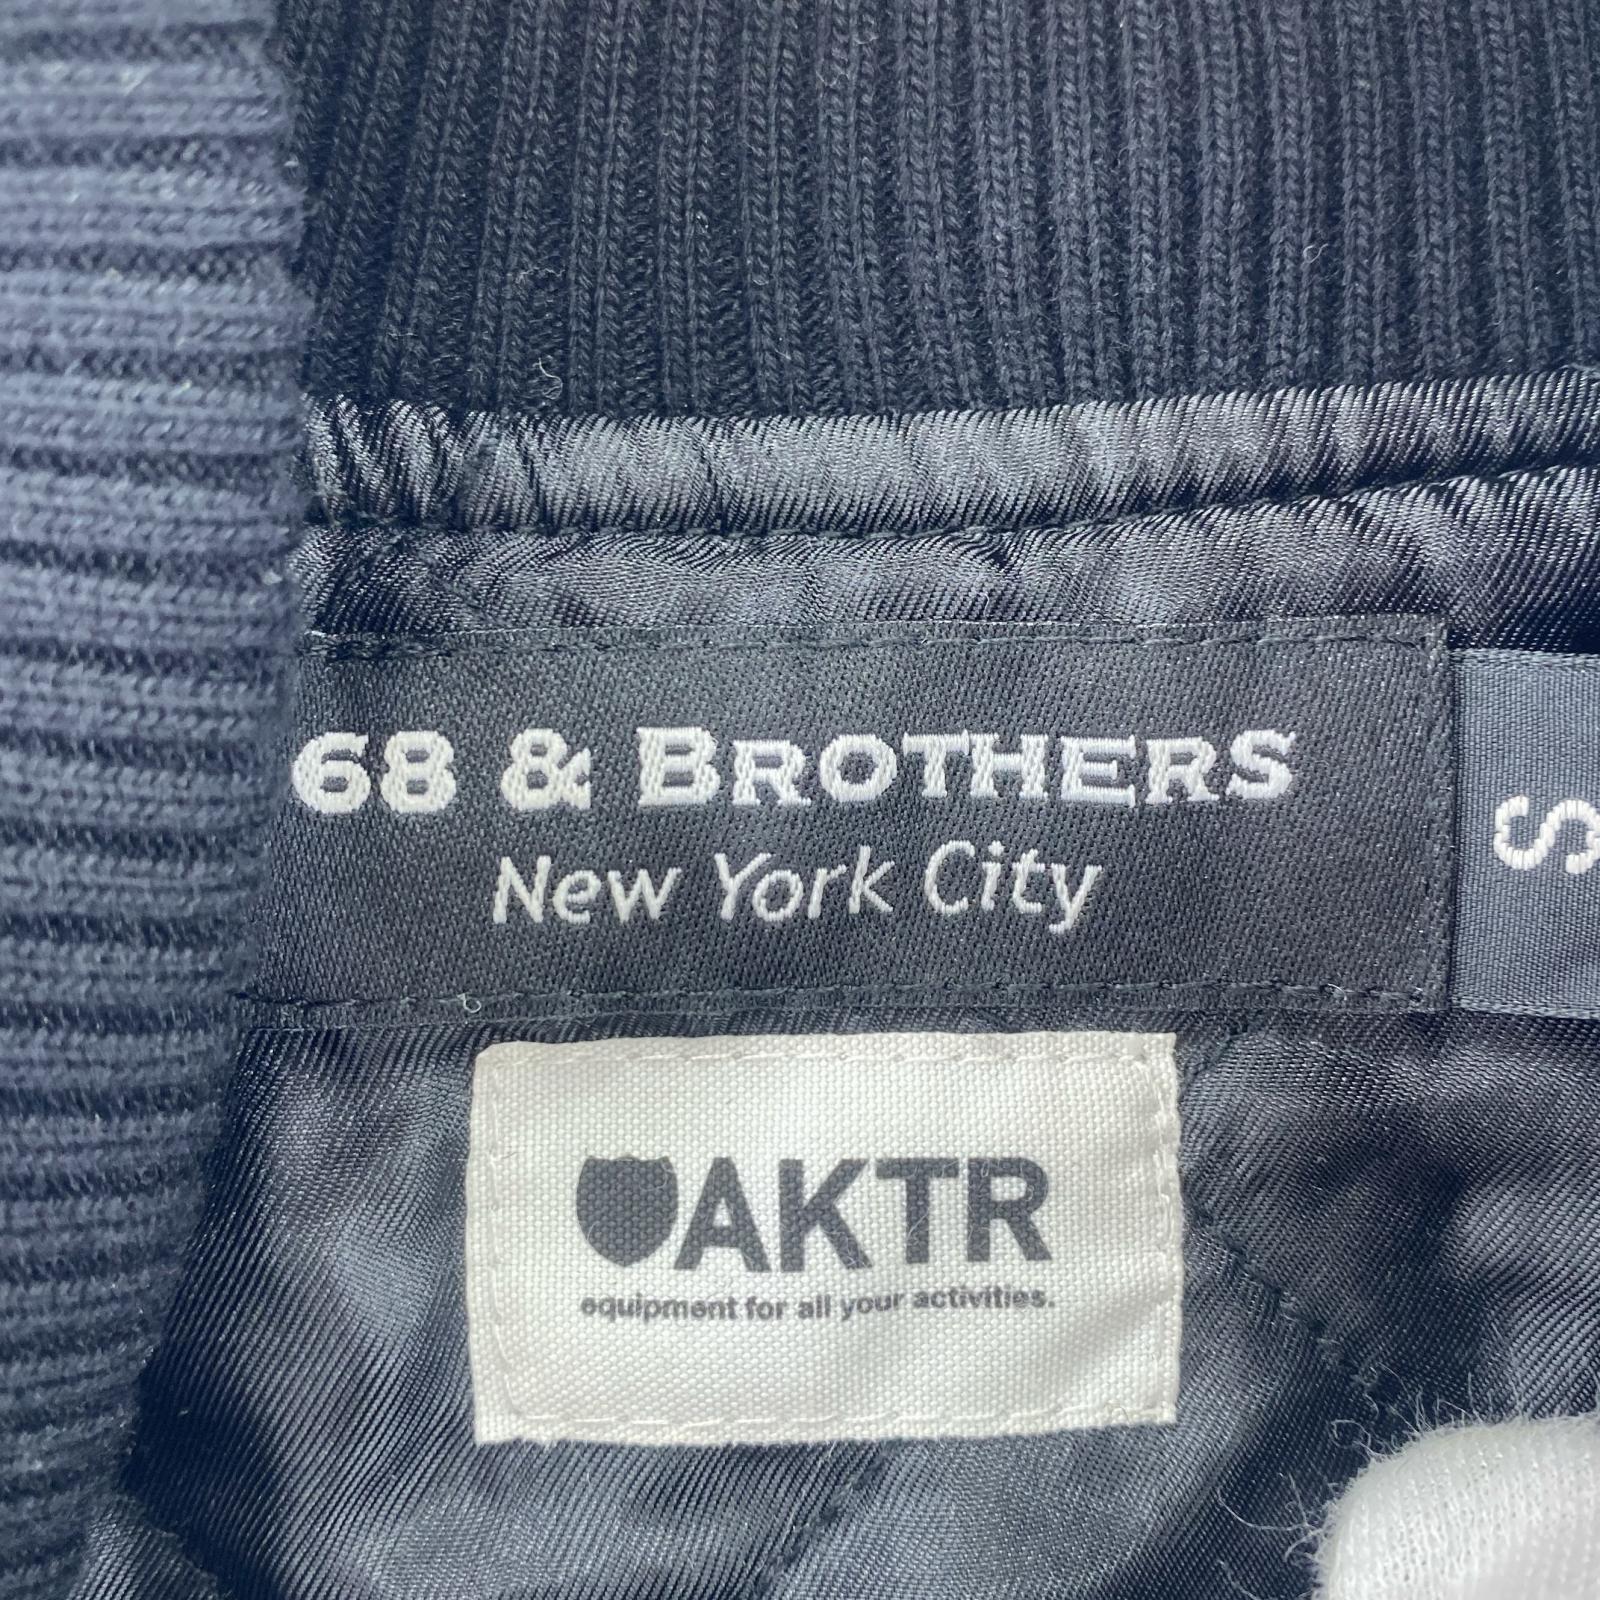 68 & BROTHERS
New York City
S
AKTR
equipment for all your activities.